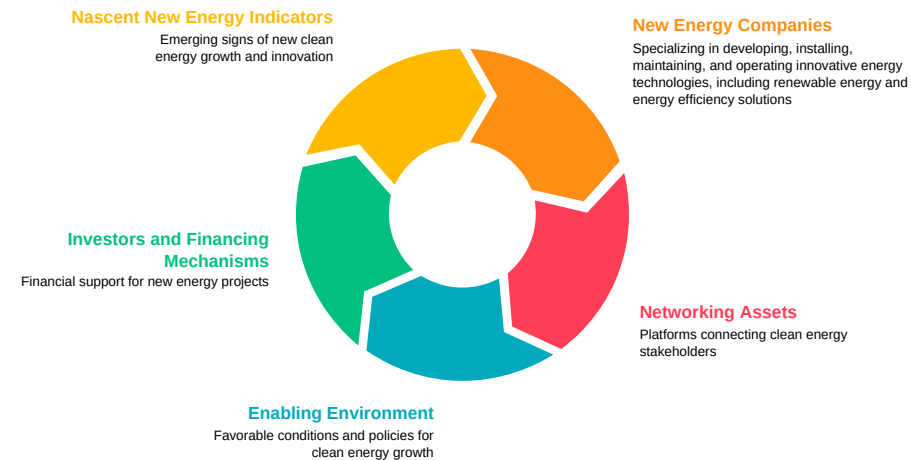 Nascent New Energy Indicators
Emerging signs of new clean
energy growth and innovation
New Energy Companies
Specializing in developing, installing,
maintaining, and operating innovative energy
technologies, including renewable energy and
energy efficiency solutions
Investors and Financing
Mechanisms
Financial support for new energy projects
Networking Assets
Platforms connecting clean energy
stakeholders
Enabling Environment
Favorable conditions and policies for
clean energy growth